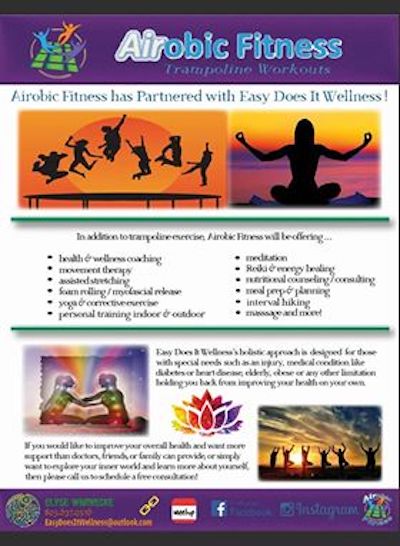 Airobic Fitness
Trampoline Workouts
Airobic Fitness has Partnered with Easy Does It Wellness !
In addition to trampoline exercise, Airobic Fitness will be offering ...
• health & wellness coaching
• movement therapy
• assisted stretching
• foam rolling / myofascial release
• yoga & corrective exercise
• personal training indoor & outdoor
• meditation
• Reiki & energy healing
• nutritional counseling / consulting
• meal prep & planning
• interval hiking
• massage and more!
Easy Does It Wellness's holistic approach is designed for those
with special needs such as an injury, medical condition like
diabetes or heart disease, elderly, obese or any other limitation
holding you back from improving your health on your own.
If you would like to improve your overall health and want more
support than doctors, friends, or family can provide, or simply
want to explore your inner world and learn more about yourself,
then please call us to schedule a free consultation!
EasyDoesItWellness@outlook.com
meetup
Facebook
Instagram
Airobic
Fitness